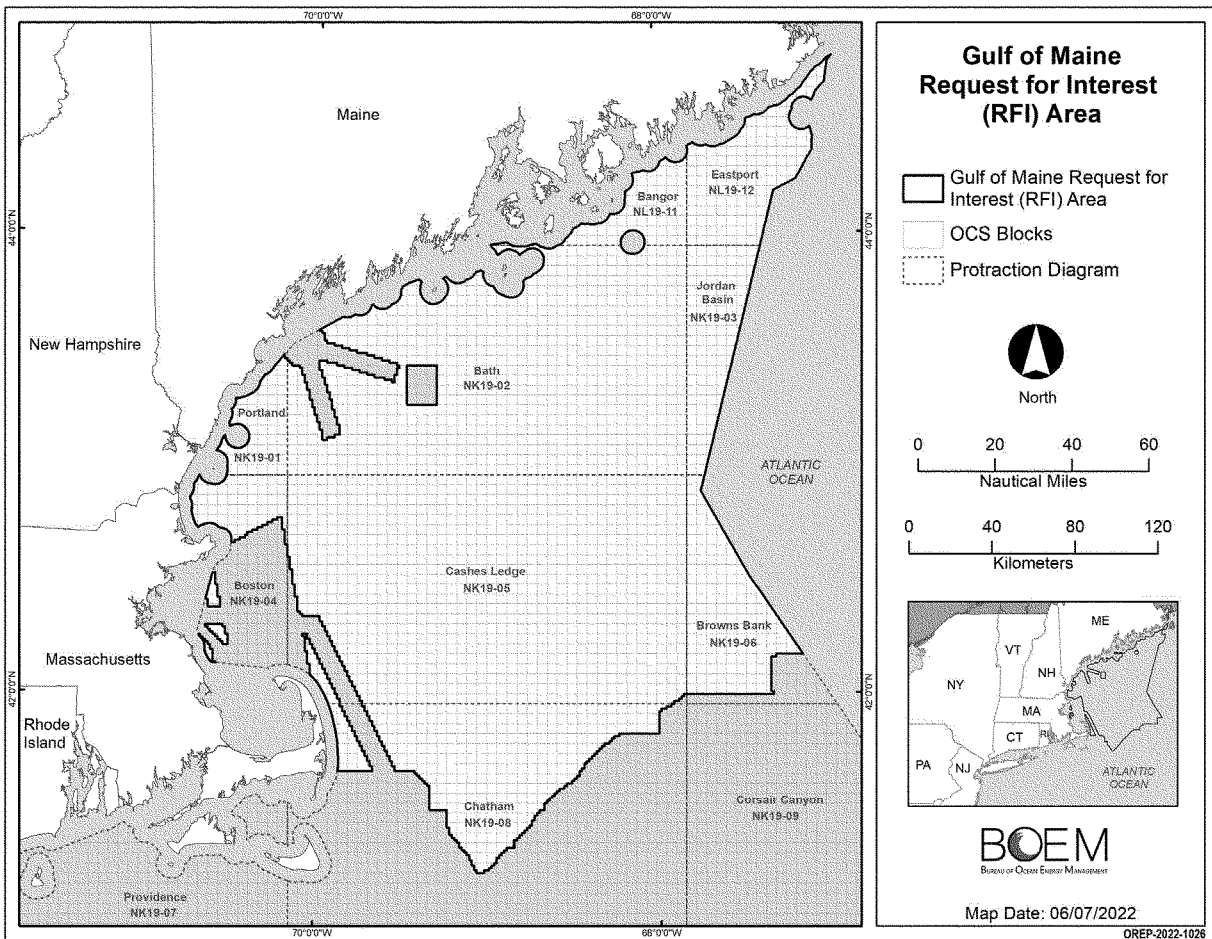 70°0'0"W
68°0'0"W
Maine
Eastport
NL19-12
Bangor
NL19-11
44°0'0"N
44°0'0"N
Jordan
Basin
NK19-03
New Hampshire
Bath
NK19-02
Portland
NK19-01
ATLANTIC
OCEAN
Cashes Ledge
NK19-05
Boston
NK19-04
Browns Bank
NK19-06
Massachusetts
42°0'0"N
42°0'0"N
Rhode
Island
Chatham
NK19-08
Corsair Canyon
NK19-09
Providence
NK19-07
70°0'0"W
68°0'0"W
Gulf of Maine
Request for Interest
(RFI) Area
Gulf of Maine Request for
Interest (RFI) Area
OCS Blocks
Protraction Diagram
North
0 20 40 60
Nautical Miles
0 40 80 120
Kilometers
ME
VT
NH
NY
MA
CT
RI
PA
NJ
ATLANTIC
OCEAN
BOEM
BUREAU OF OCEAN ENERGY MANAGEMENT
Map Date: 06/07/2022
OREP-2022-1026